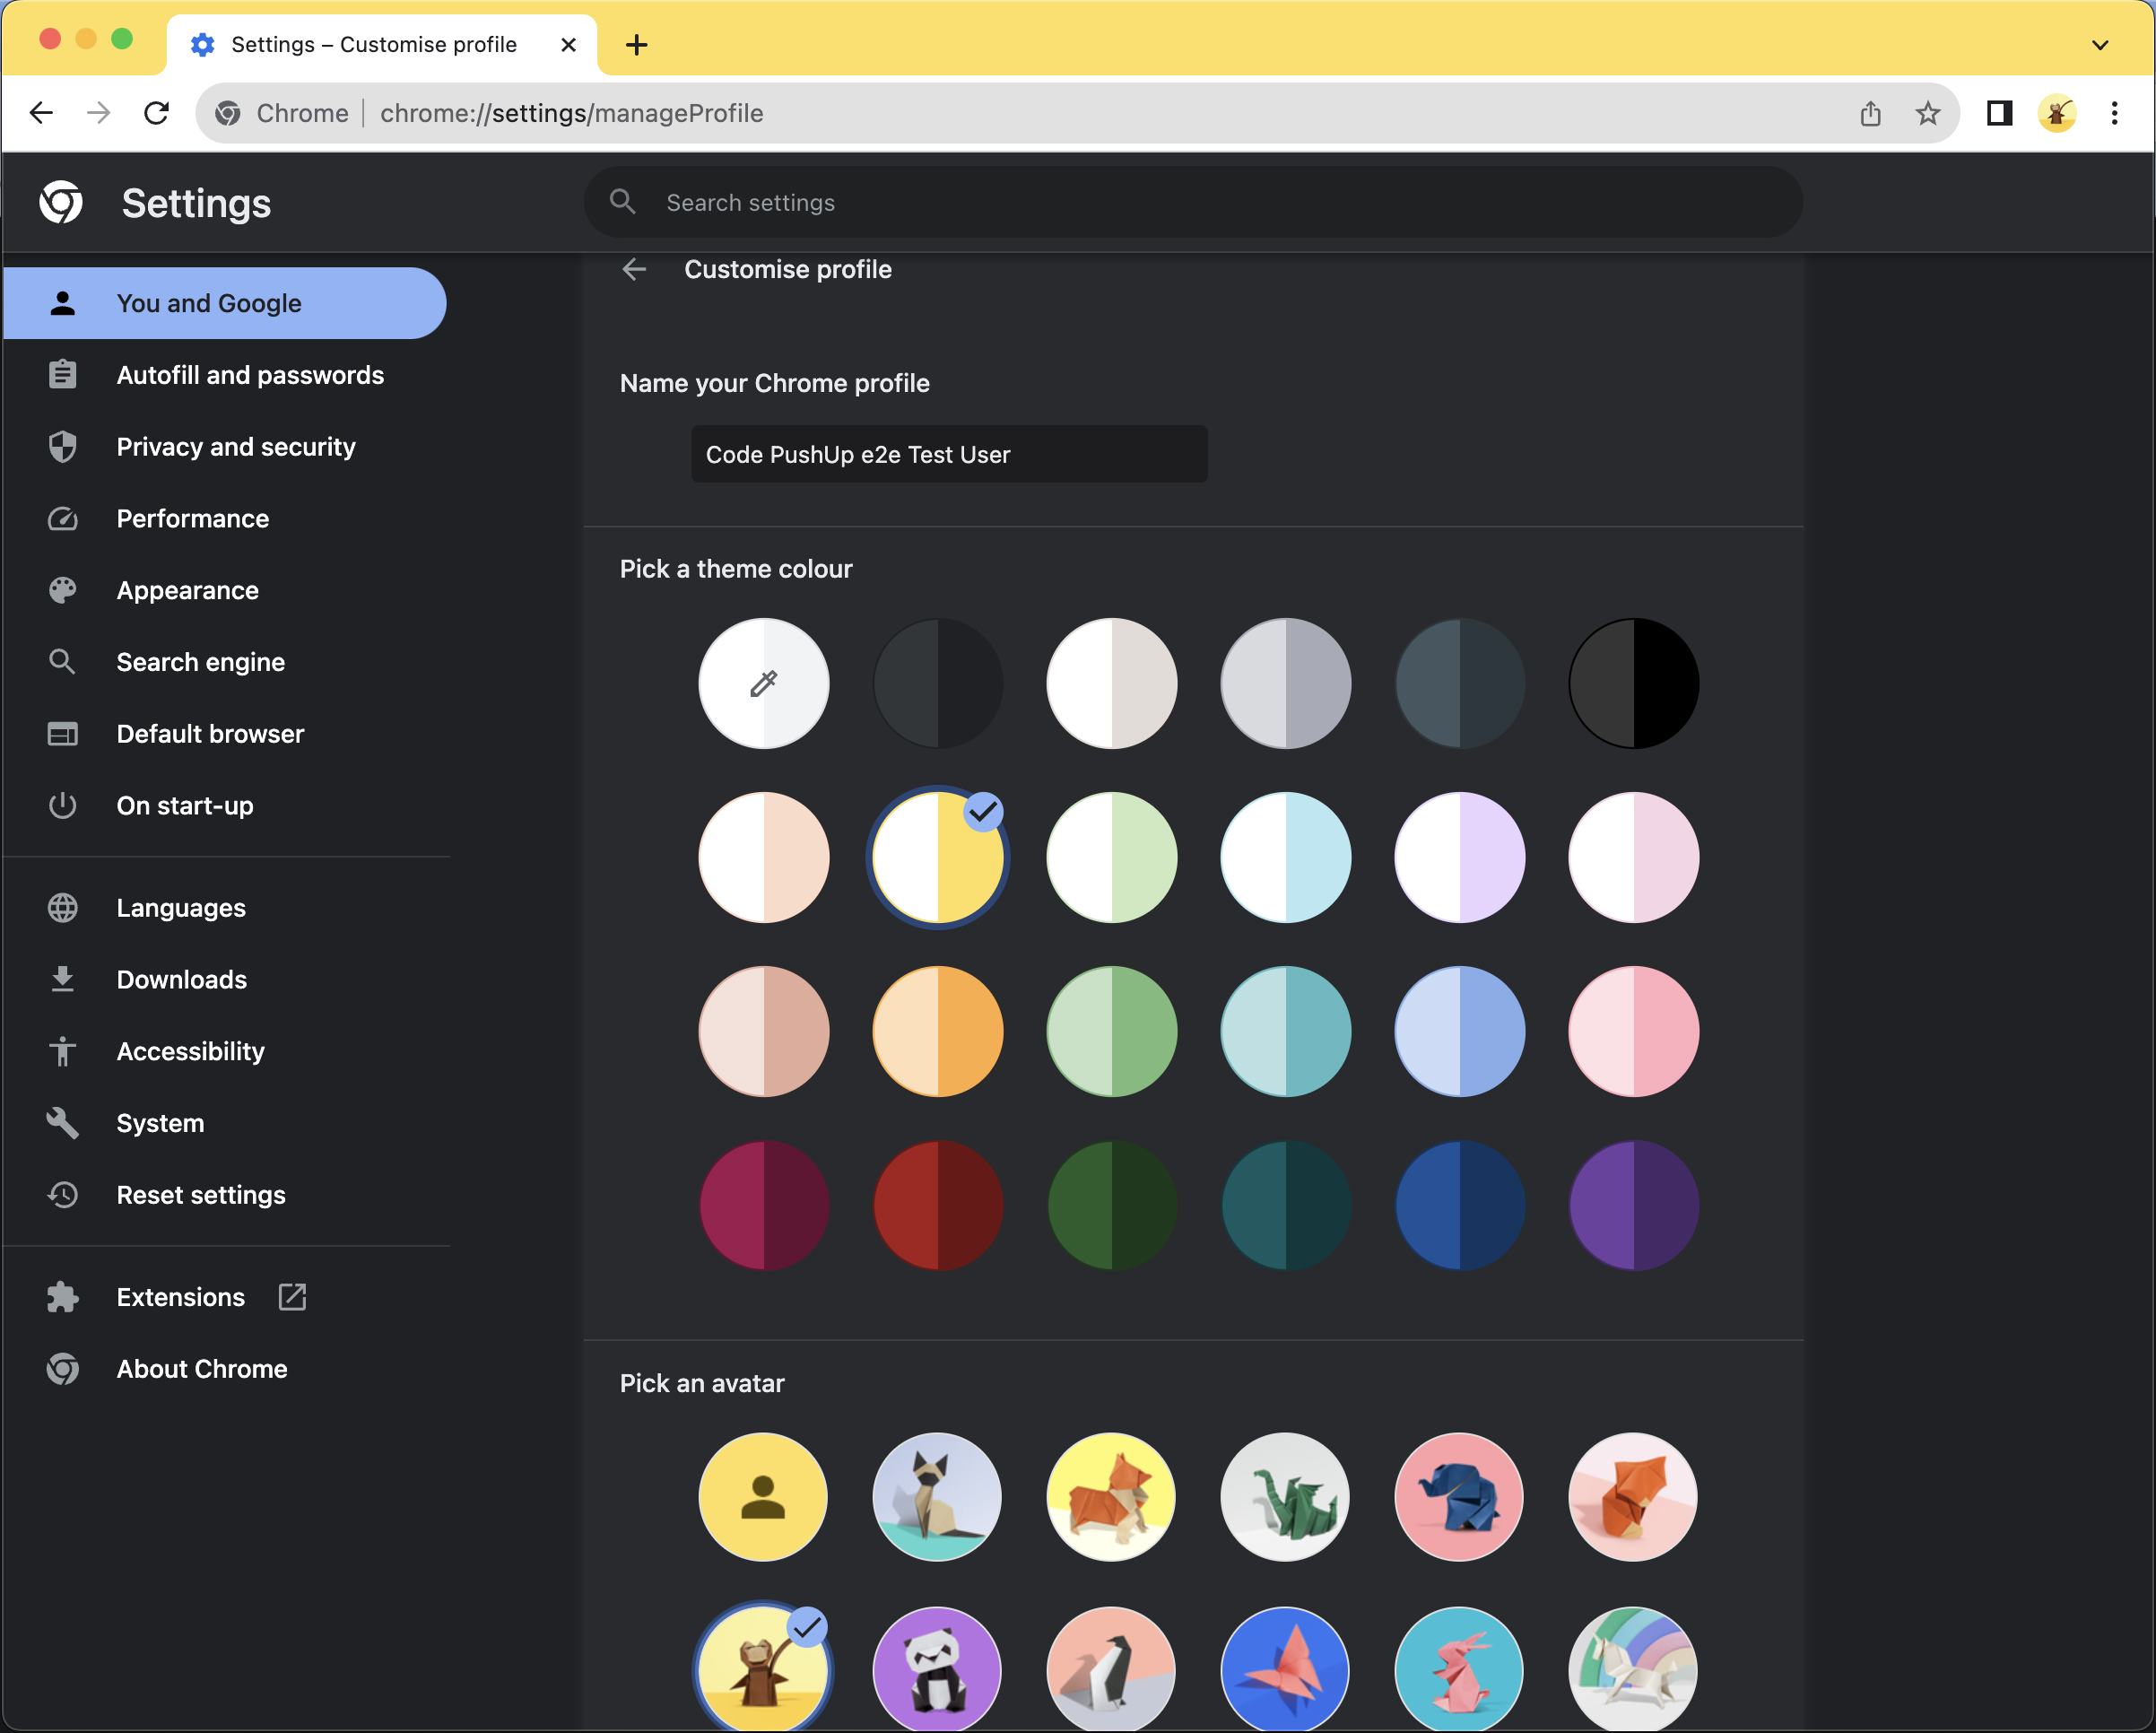 Settings – Customise profile
Chrome
chrome://settings/manageProfile
Settings
Search settings
You and Google
Autofill and passwords
Privacy and security
Performance
Appearance
Search engine
Default browser
On start-up
Languages
Downloads
Accessibility
System
Reset settings
Extensions
About Chrome
Customise profile
Name your Chrome profile
Code PushUp e2e Test User
Pick a theme colour
Pick an avatar